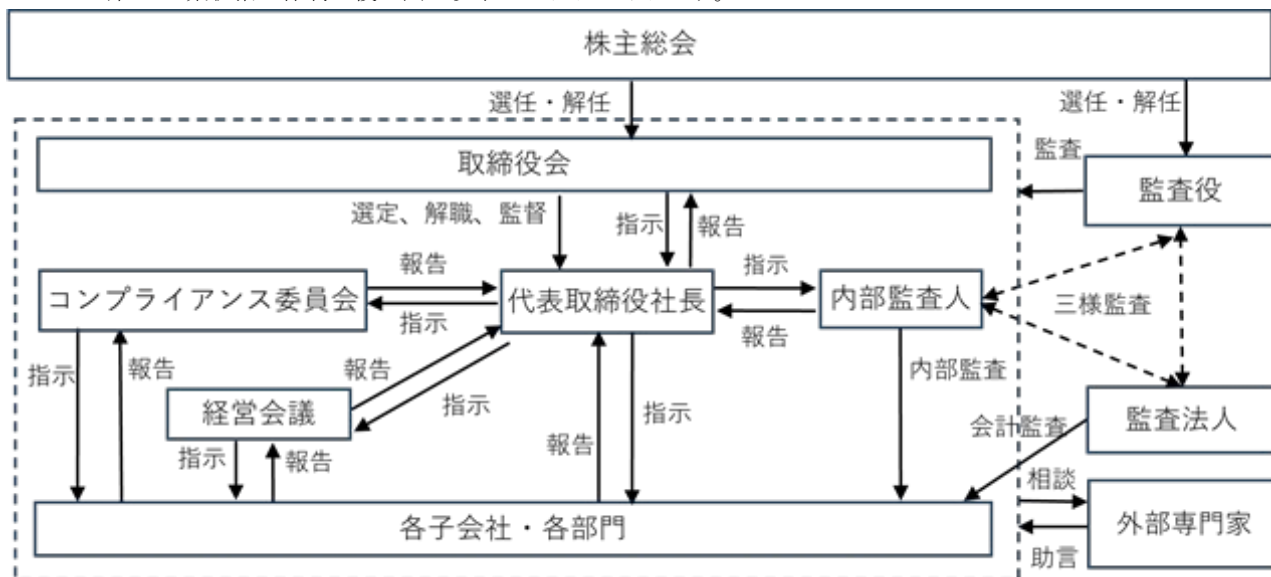 株主総会
選任・解任
選任・解任
取締役会
監査
監査役
選定、解職、監督
指示
報告
報告
指示
コンプライアンス委員会
代表取締役社長
内部監査人
三様監査
指示
報告
指示
報告
報告
指示
内部監査
経営会議
指示
会計監査
監査法人
指示
報告
報告
相談
各子会社・各部門
外部専門家
助言